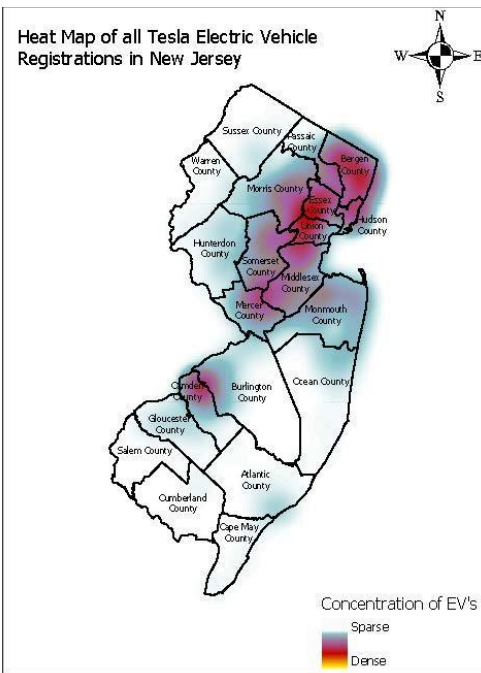 Heat Map of all Tesla Electric Vehicle
Registrations in New Jersey
N
W
E
S
Sussex County
Passaic
County
Bergen
County
Warren
County
Morris County
Essex
County
Hudson
County
Union
County
Hunterdon
County
Somerset
County
Middlesex
County
Mercer
County
Monmouth
County
Ocean County
Camden
County
Burlington
County
Gloucester
County
Salem County
Atlantic
County
Cumberland
County
Cape May
County
Concentration of EV's
Sparse
Dense